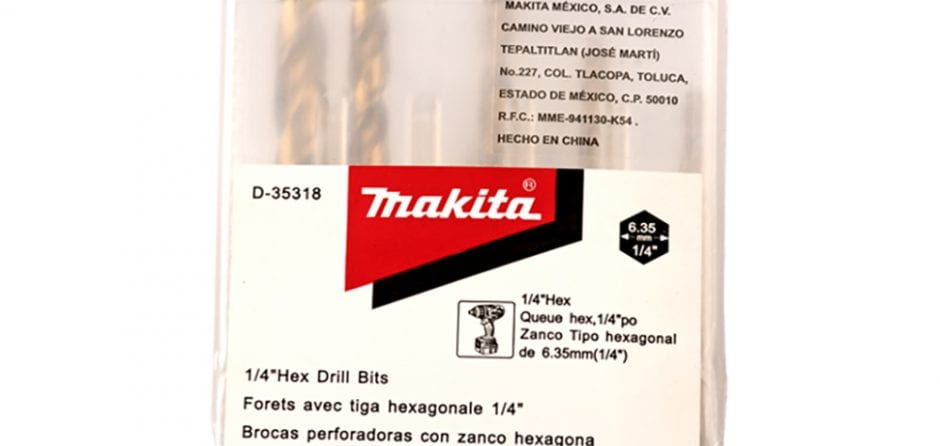 MAKITA MÉXICO, S.A. DE C.V.
CAMINO VIEJO A SAN LORENZO
TEPALTITLAN (JOSÉ MARTÍ)
No.227, COL. TLACOPA, TOLUCA,
ESTADO DE MÉXICO, C.P. 50010
R.F.C.: MME-941130-K54 .
HECHO EN CHINA
D-35318
makita®
6.35
mm
1/4"
1/4"Hex
Queue hex,1/4"po
Zanco Tipo hexagonal
de 6.35mm(1/4")
1/4"Hex Drill Bits
Forets avec tiga hexagonale 1/4"
Brocas perforadoras con zanco hexagona